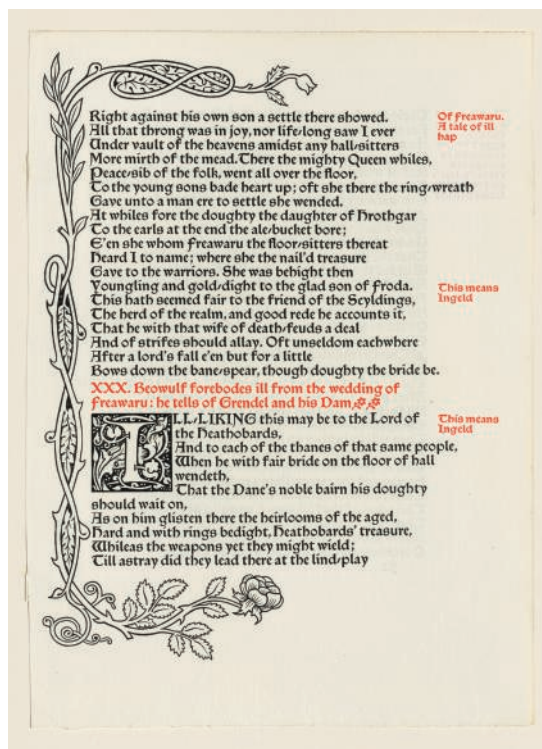 Right against his own son a settle there showed.
All that throng was in joy, nor life-long saw I ever
Under vault of the heavens amidst any hall-sitters
More mirth of the mead. There the mighty Queen whiles,
Peace-sib of the folk, went all over the floor,
To the young sons bade heart up; oft she there the ring-wreath
Gave unto a man ere to settle she wended.
At whiles fore the doughty the daughter of Hrothgar
To the earls at the end the ale-bucket bore;
E'en she whom Freawaru the floor-sitters thereat
Heard I to name; where she the nail'd treasure
Gave to the warriors. She was behight then
Youngling and gold-dight to the glad son of Froda.
This hath seemed fair to the friend of the Scyldings,
The herd of the realm, and good rede he accounts it,
That he with that wife of death-feuds a deal
And of strifes should allay. Oft unseldom eachwhere
After a lord's fall e'en but for a little
Bows down the bane-spear, though doughty the bride be.
Of Freawaru.
A tale of ill
hap
This means
Ingeld
XXX. Beowulf forebodes ill from the wedding of
Freawaru: he tells of Grendel and his Dam
ILL-LIKING this may be to the Lord of
the Heathobards,
And to each of the thanes of that same people,
When he with fair bride on the floor of hall
wendeth,
That the Dane's noble bairn his doughty
should wait on,
As on him glisten there the heirlooms of the aged,
Hard and with rings bedight, Heathobards' treasure,
Whileas the weapons yet they might wield;
Till astray did they lead there at the lind-play
This means
Ingeld